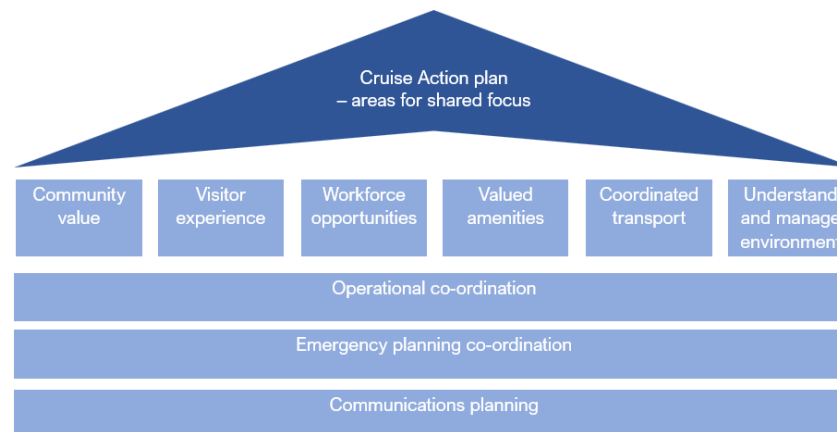 Cruise Action plan
– areas for shared focus
Community
value
Visitor
experience
Workforce
opportunities
Valued
amenities
Coordinated
transport
Understand
and manage
environment
Operational co-ordination
Emergency planning co-ordination
Communications planning